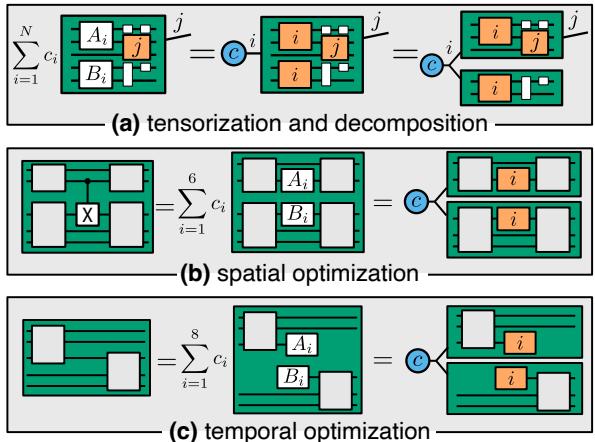 N
∑ c_i A_i B_i j j = c i i i j j = c i i j i j
i=1
(a) tensorization and decomposition
6
X = ∑ c_i A_i B_i = c i i
i=1
(b) spatial optimization
8
= ∑ c_i A_i B_i = c i i
i=1
(c) temporal optimization